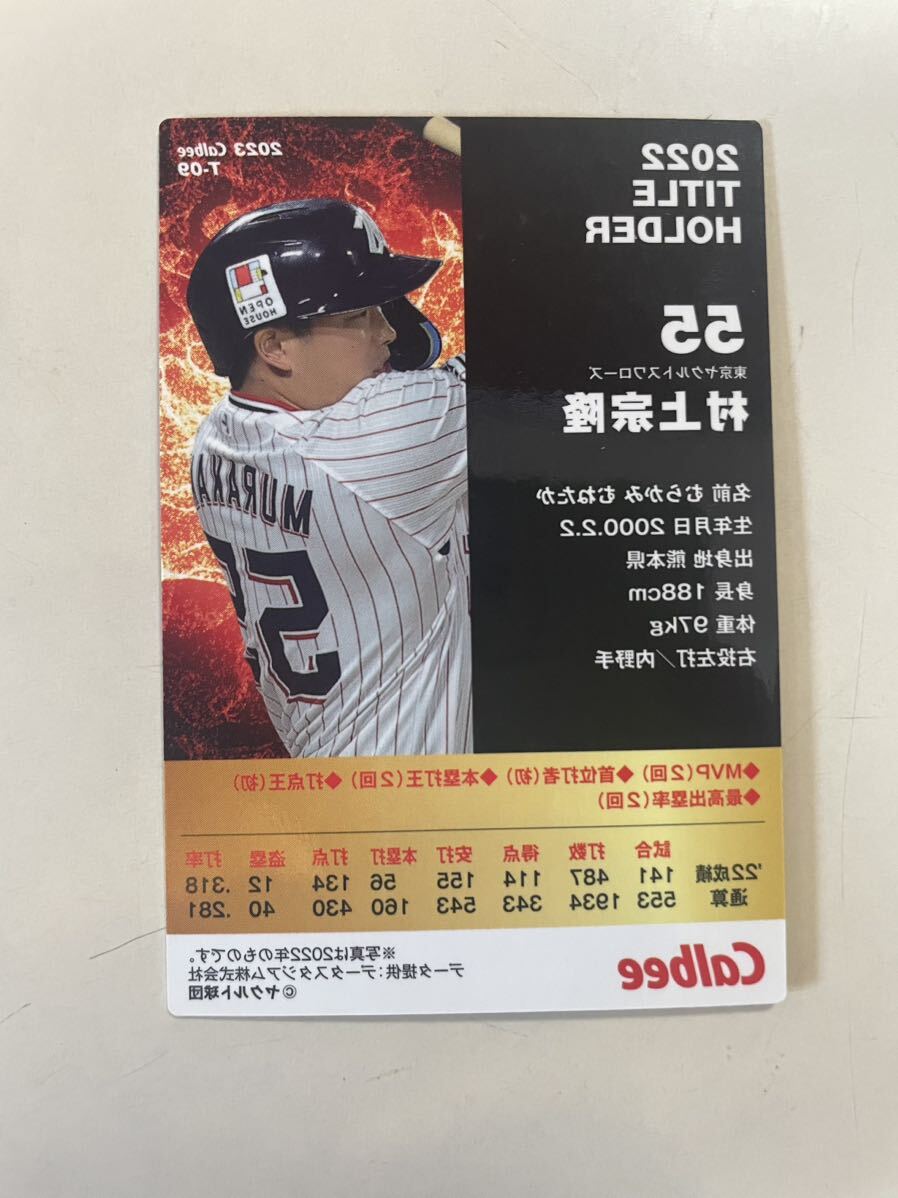 2022
TITLE
HOLDER
2023 Calbee
T-09
OPEN
HOUSE
MURAKA
55
55
東京ヤクルトスワローズ
村上宗隆
名前 むらかみ むねたか
生年月日 2000.2.2
出身地 熊本県
身長 188cm
体重 97kg
右投左打／内野手
◆MVP(2回) ◆首位打者(初) ◆本塁打王(2回) ◆打点王(初)
◆最高出塁率(2回)
試合 打数 得点 安打 本塁打 打点 盗塁 打率
'22成績 141 487 114 155 56 134 12 .318
通算 553 1934 343 543 160 430 40 .281
Calbee
※写真は2022年のものです。
データ提供：データスタジアム株式会社
©ヤクルト球団